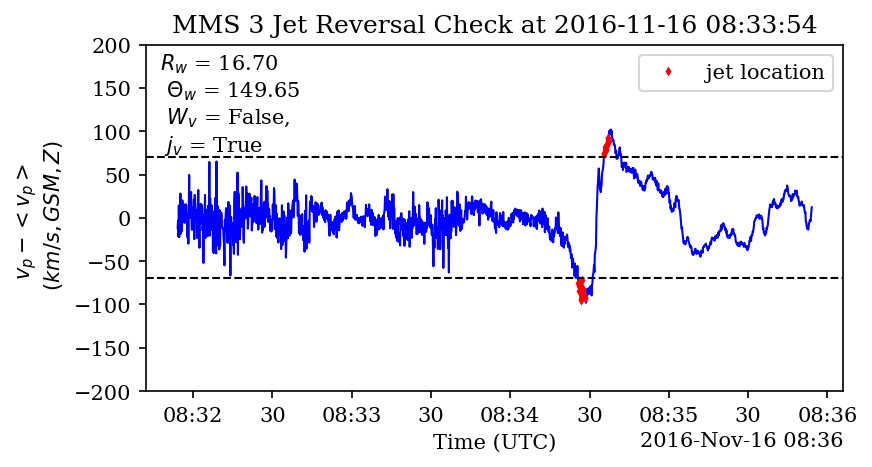 MMS 3 Jet Reversal Check at 2016-11-16 08:33:54
R_w = 16.70
Θ_w = 149.65
W_v = False,
j_v = True
jet location
v_p − < v_p >
(km/s, GSM, Z)
200
150
100
50
0
−50
−100
−150
−200
08:32 30 08:33 30 08:34 30 08:35 30 08:36
Time (UTC)
2016-Nov-16 08:36